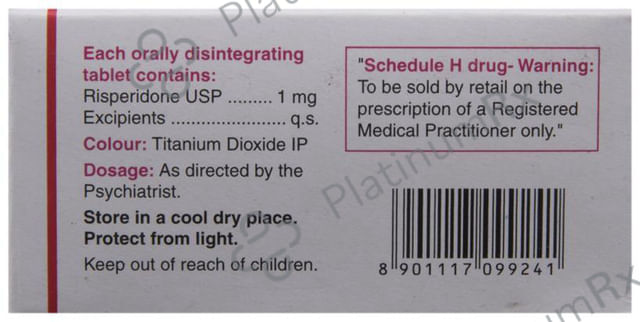 Each orally disintegrating
tablet contains:
Risperidone USP ......... 1 mg
Excipients ...................... q.s.
Colour: Titanium Dioxide IP
Dosage: As directed by the
Psychiatrist.
Store in a cool dry place.
Protect from light.
Keep out of reach of children.
"Schedule H drug- Warning:
To be sold by retail on the
prescription of a Registered
Medical Practitioner only."
8 901117 099241
PlatinumRx
PlatinumRx